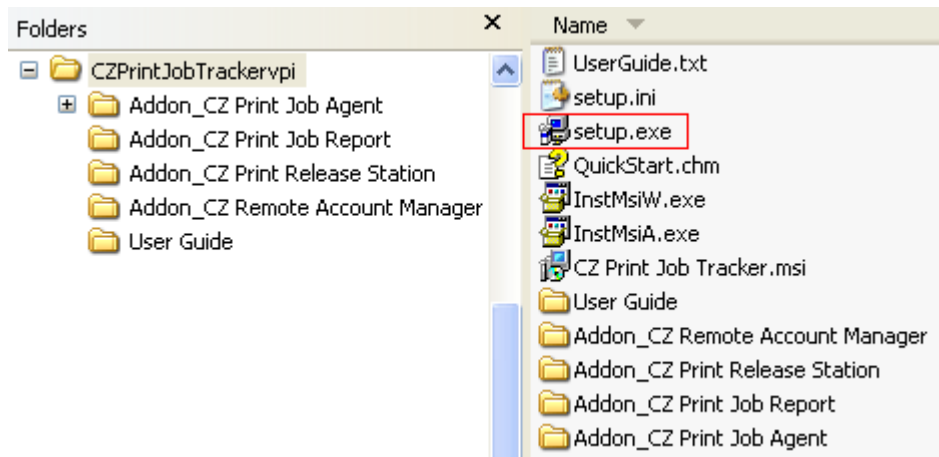 Folders
CZPrintJobTrackervpi
Addon_CZ Print Job Agent
Addon_CZ Print Job Report
Addon_CZ Print Release Station
Addon_CZ Remote Account Manager
User Guide
Name
UserGuide.txt
setup.ini
setup.exe
QuickStart.chm
InstMsiW.exe
InstMsiA.exe
CZ Print Job Tracker.msi
User Guide
Addon_CZ Remote Account Manager
Addon_CZ Print Release Station
Addon_CZ Print Job Report
Addon_CZ Print Job Agent